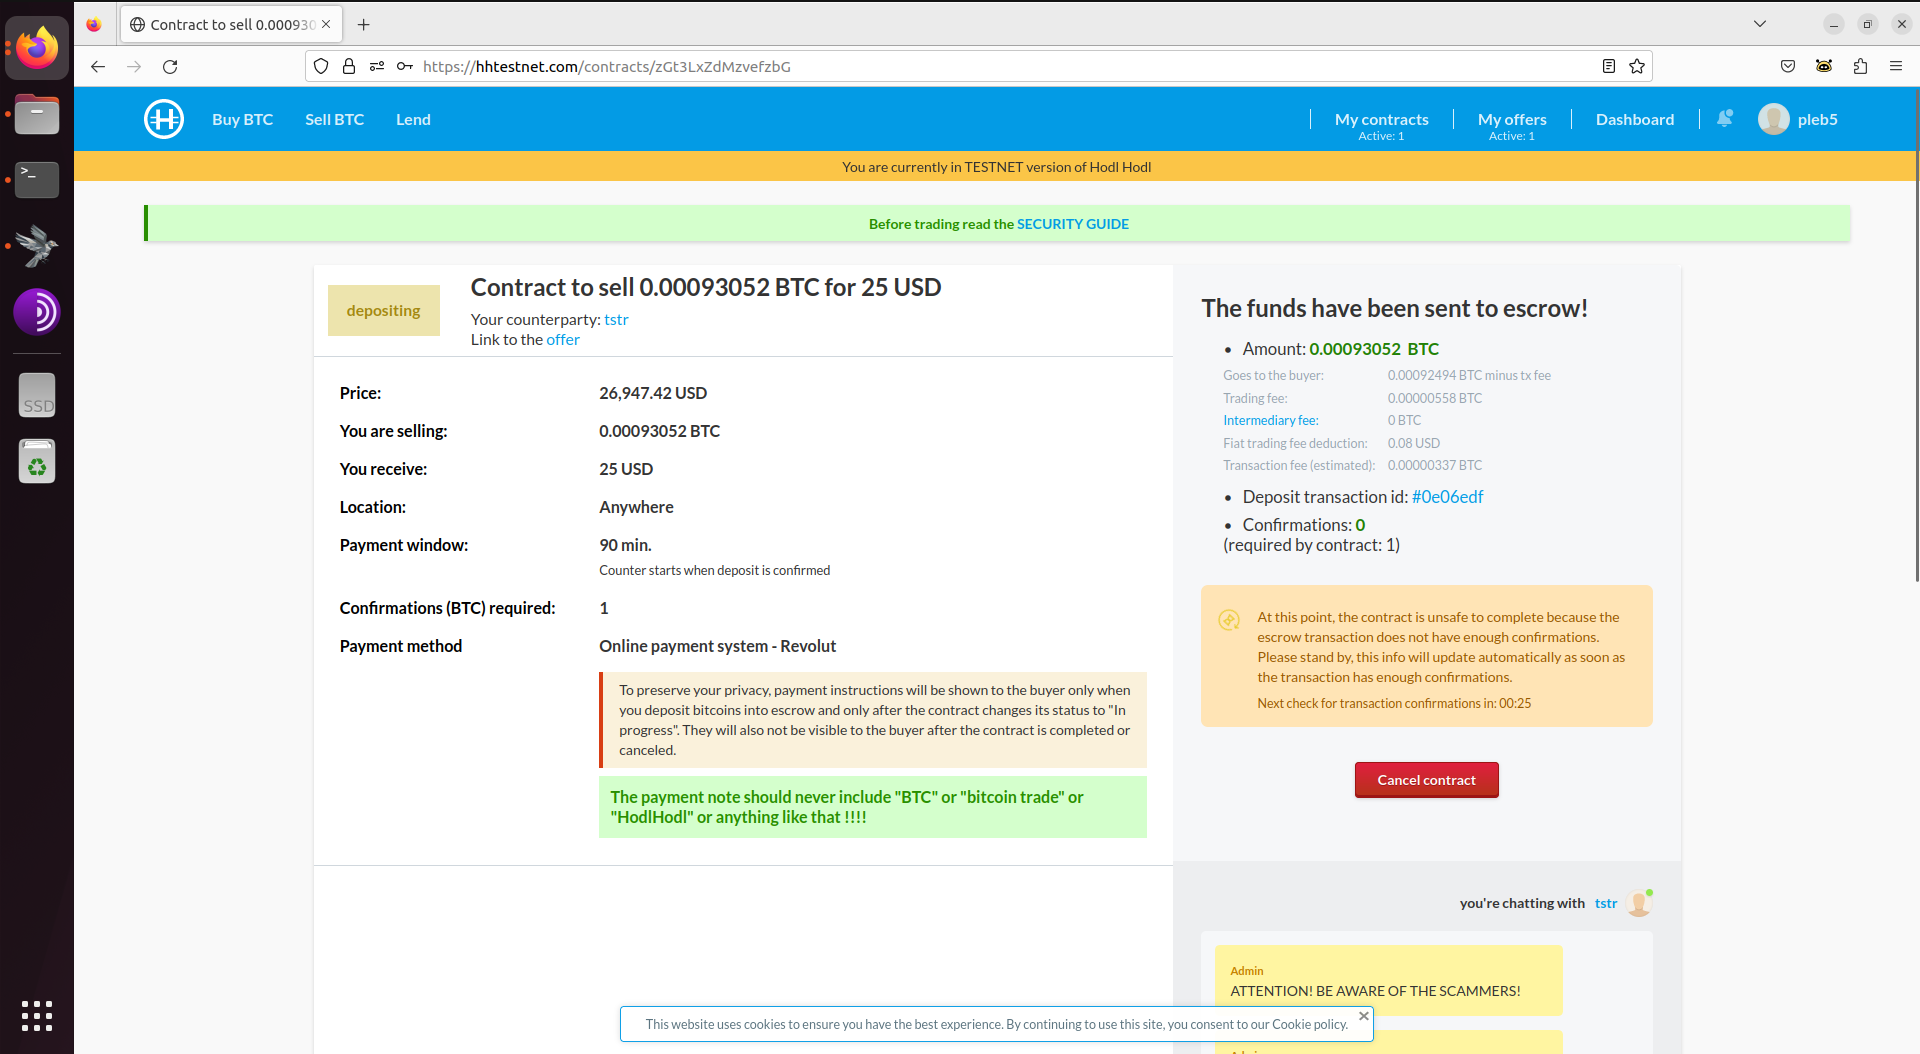 Contract to sell 0.000930
https://hhtestnet.com/contracts/zGt3LxZdMzvefzbG
Buy BTC
Sell BTC
Lend
My contracts
Active: 1
My offers
Active: 1
Dashboard
pleb5
You are currently in TESTNET version of Hodl Hodl
Before trading read the SECURITY GUIDE
depositing
Contract to sell 0.00093052 BTC for 25 USD
Your counterparty: tstr
Link to the offer
Price: 26,947.42 USD
You are selling: 0.00093052 BTC
You receive: 25 USD
Location: Anywhere
Payment window: 90 min.
Counter starts when deposit is confirmed
Confirmations (BTC) required: 1
Payment method Online payment system - Revolut
To preserve your privacy, payment instructions will be shown to the buyer only when
you deposit bitcoins into escrow and only after the contract changes its status to "In
progress". They will also not be visible to the buyer after the contract is completed or
canceled.
The payment note should never include "BTC" or "bitcoin trade" or
"HodlHodl" or anything like that !!!!
The funds have been sent to escrow!
• Amount: 0.00093052 BTC
Goes to the buyer: 0.00092494 BTC minus tx fee
Trading fee: 0.00000558 BTC
Intermediary fee: 0 BTC
Fiat trading fee deduction: 0.08 USD
Transaction fee (estimated): 0.00000337 BTC
• Deposit transaction id: #0e06edf
• Confirmations: 0
(required by contract: 1)
At this point, the contract is unsafe to complete because the
escrow transaction does not have enough confirmations.
Please stand by, this info will update automatically as soon as
the transaction has enough confirmations.
Next check for transaction confirmations in: 00:25
Cancel contract
you're chatting with tstr
Admin
ATTENTION! BE AWARE OF THE SCAMMERS!
This website uses cookies to ensure you have the best experience. By continuing to use this site, you consent to our Cookie policy.
SSD
>_